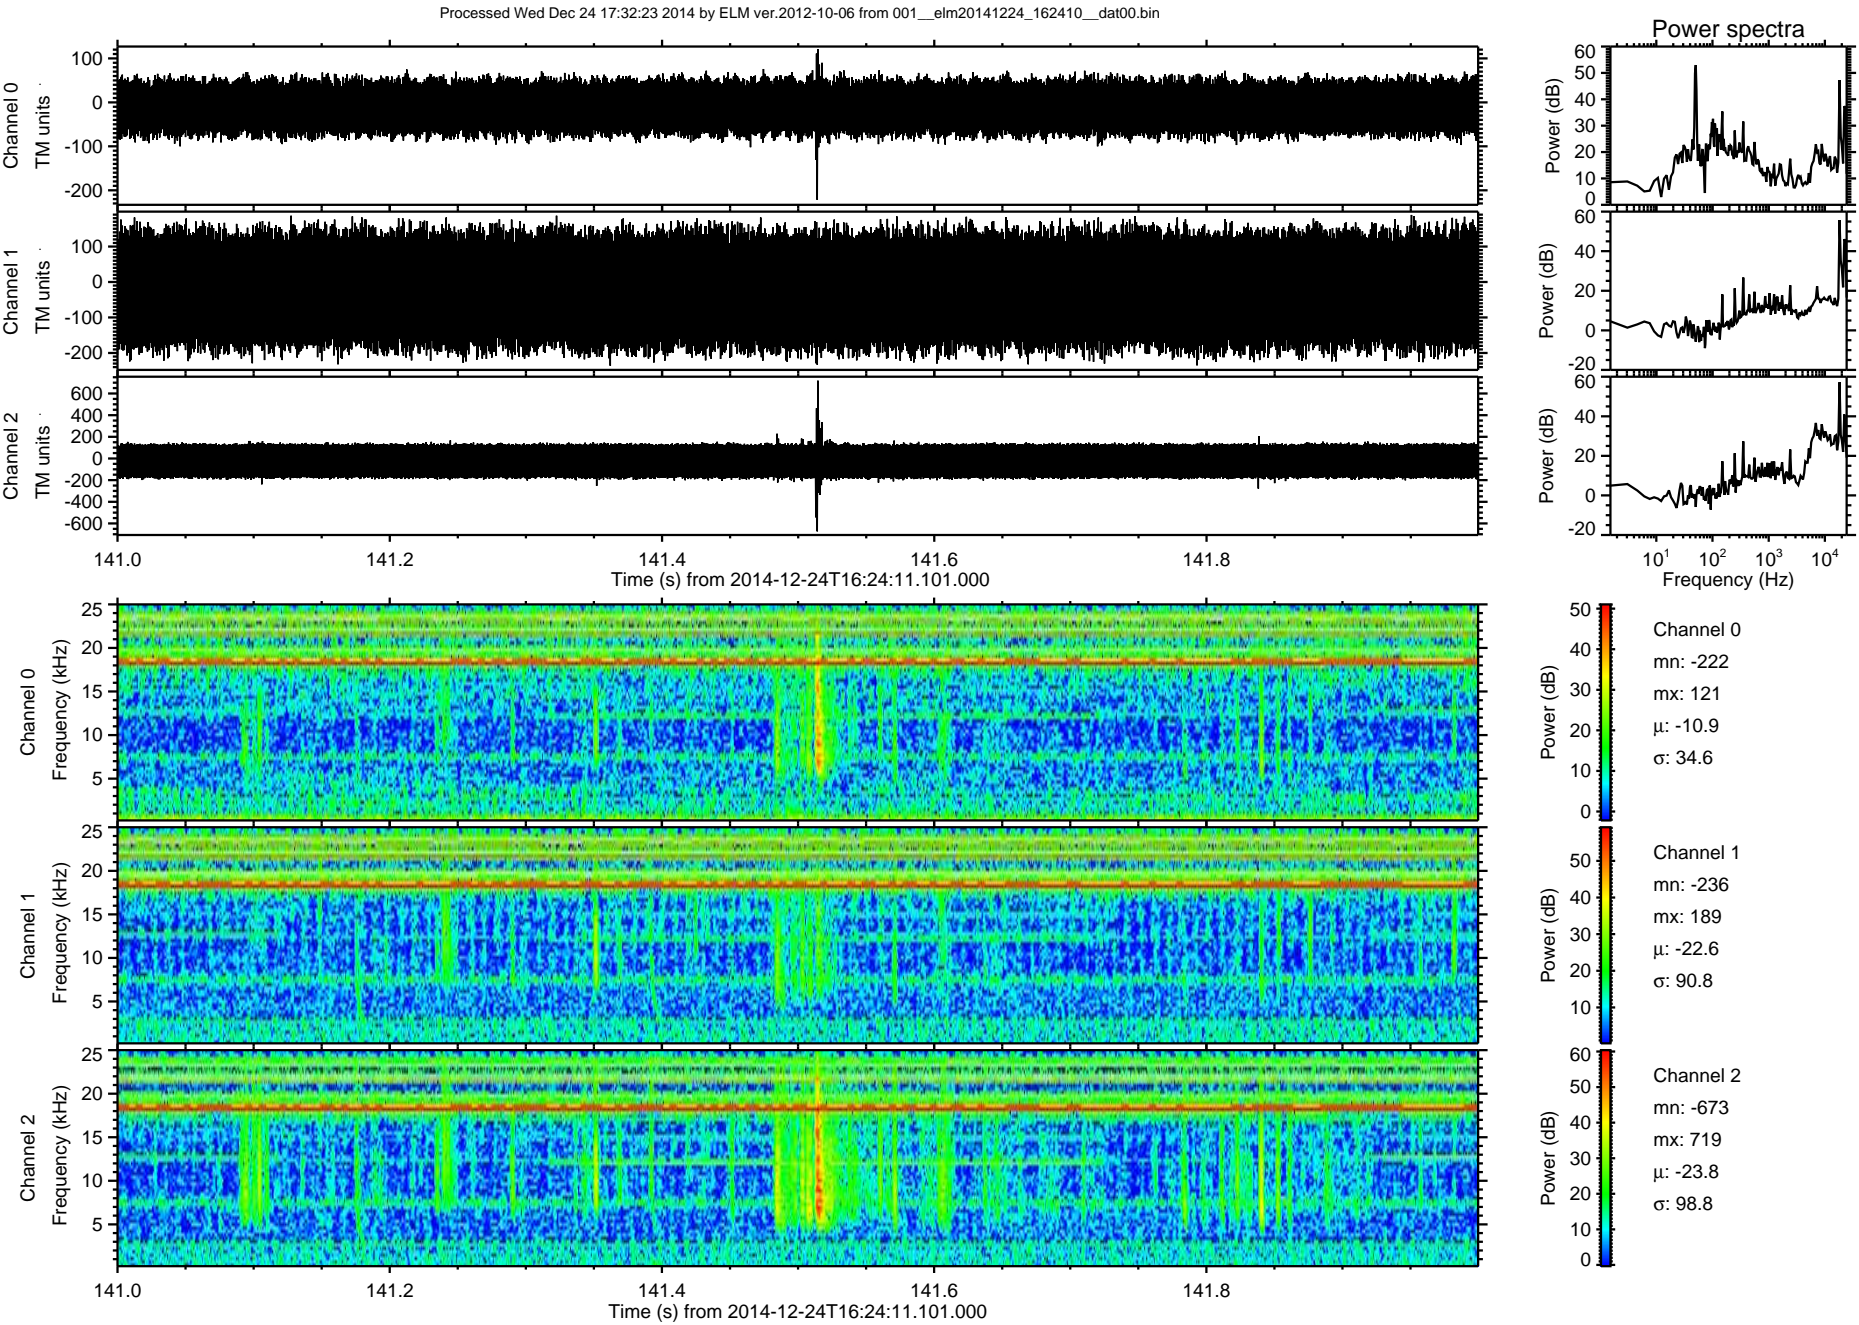 Processed Wed Dec 24 17:32:23 2014 by ELM ver.2012-10-06 from 001__elm20141224_162410__dat00.bin
Power spectra
Channel 0
TM units
100
0
-100
-200
Power (dB)
60
50
40
30
20
10
0
Channel 1
TM units
100
0
-100
-200
Power (dB)
60
40
20
0
-20
Channel 2
TM units
600
400
200
0
-200
-400
-600
Power (dB)
60
40
20
0
-20
141.0 141.2 141.4 141.6 141.8
Time (s) from 2014-12-24T16:24:11.101.000
10^1 10^2 10^3 10^4
Frequency (Hz)
Channel 0
Frequency (kHz)
25
20
15
10
5
Power (dB)
50
40
30
20
10
0
Channel 0
mn: -222
mx: 121
μ: -10.9
σ: 34.6
Channel 1
Frequency (kHz)
25
20
15
10
5
Power (dB)
50
40
30
20
10
Channel 1
mn: -236
mx: 189
μ: -22.6
σ: 90.8
Channel 2
Frequency (kHz)
25
20
15
10
5
Power (dB)
60
50
40
30
20
10
0
Channel 2
mn: -673
mx: 719
μ: -23.8
σ: 98.8
141.0 141.2 141.4 141.6 141.8
Time (s) from 2014-12-24T16:24:11.101.000